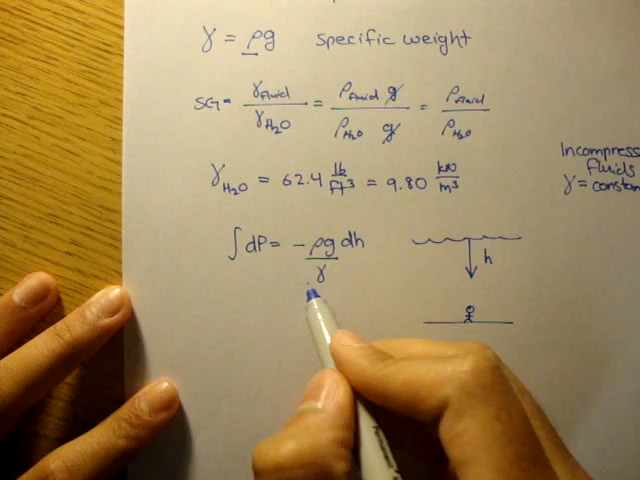 γ = ρg specific weight
SG = γFluid / γH₂O = ρFluid g / ρH₂O g = ρFluid / ρH₂O
γH₂O = 62.4 lb/ft³ = 9.80 kN/m³
Incompress
fluids
γ = constan
∫ dP = -ρg dh
γ
h